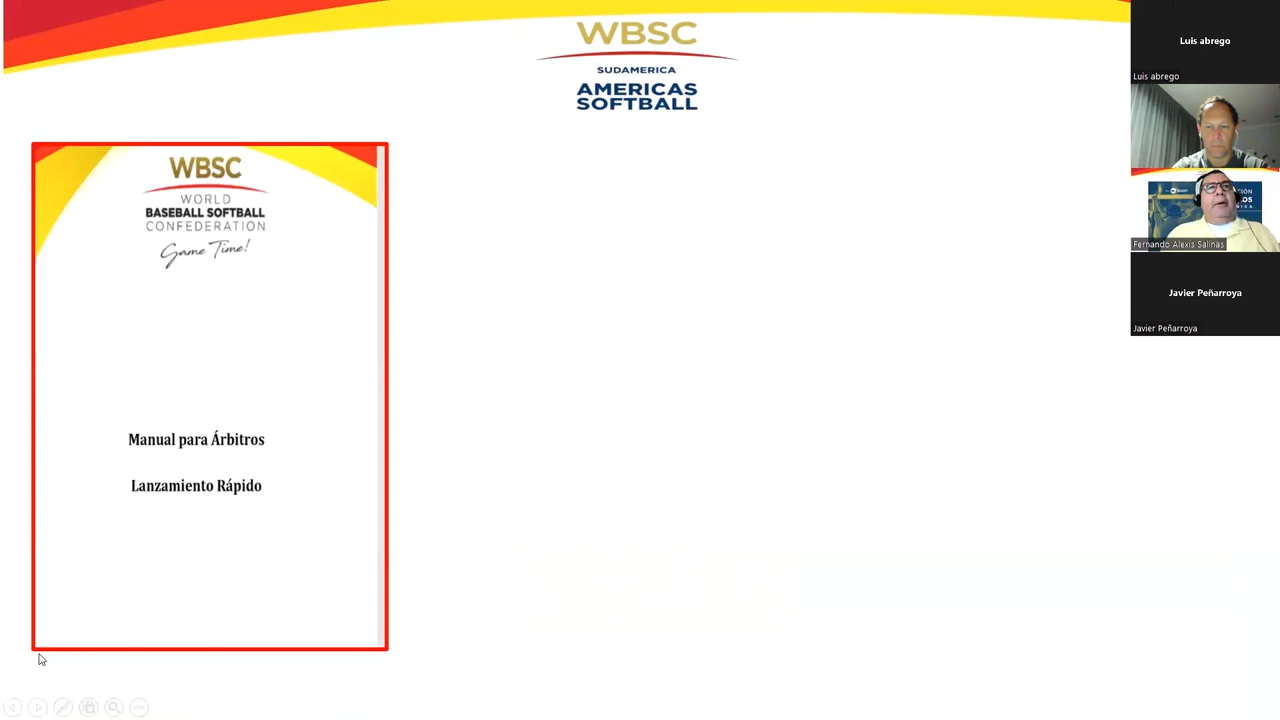 WBSC
SUDAMERICA
AMERICAS
SOFTBALL
WBSC
WORLD
BASEBALL SOFTBALL
CONFEDERATION
Game Time!
Manual para Árbitros
Lanzamiento Rápido
Luis abrego
Luis abrego
Fernando Alexis Salinas
Javier Peñarroya
Javier Peñarroya